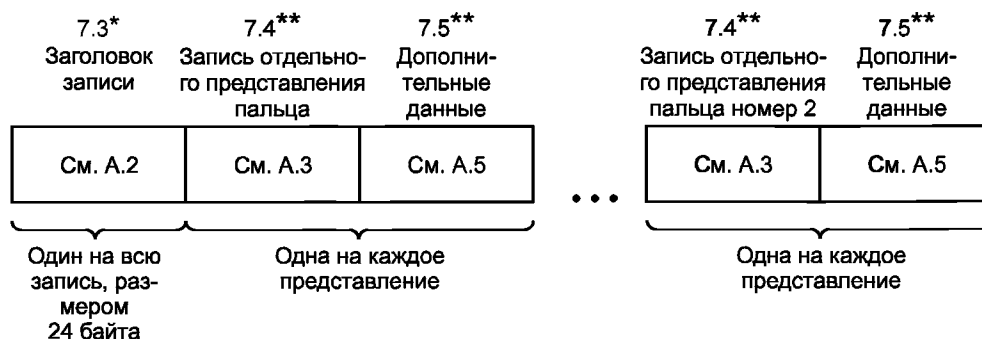 7.3*
Заголовок
записи
7.4**
Запись отдельно-
го представления
пальца
7.5**
Дополни-
тельные
данные
7.4**
Запись отдельно-
го представления
пальца номер 2
7.5**
Дополни-
тельные
данные
См. А.2
См. А.3
См. А.5
...
См. А.3
См. А.5
Один на всю
запись, раз-
мером
24 байта
Одна на каждое
представление
Одна на каждое
представление